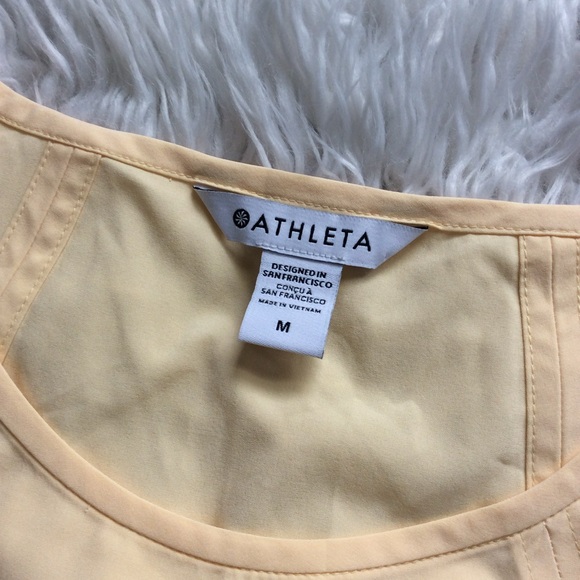 ATHLETA
DESIGNED IN
SAN FRANCISCO
CONÇU À
SAN FRANCISCO
MADE IN VIETNAM
M